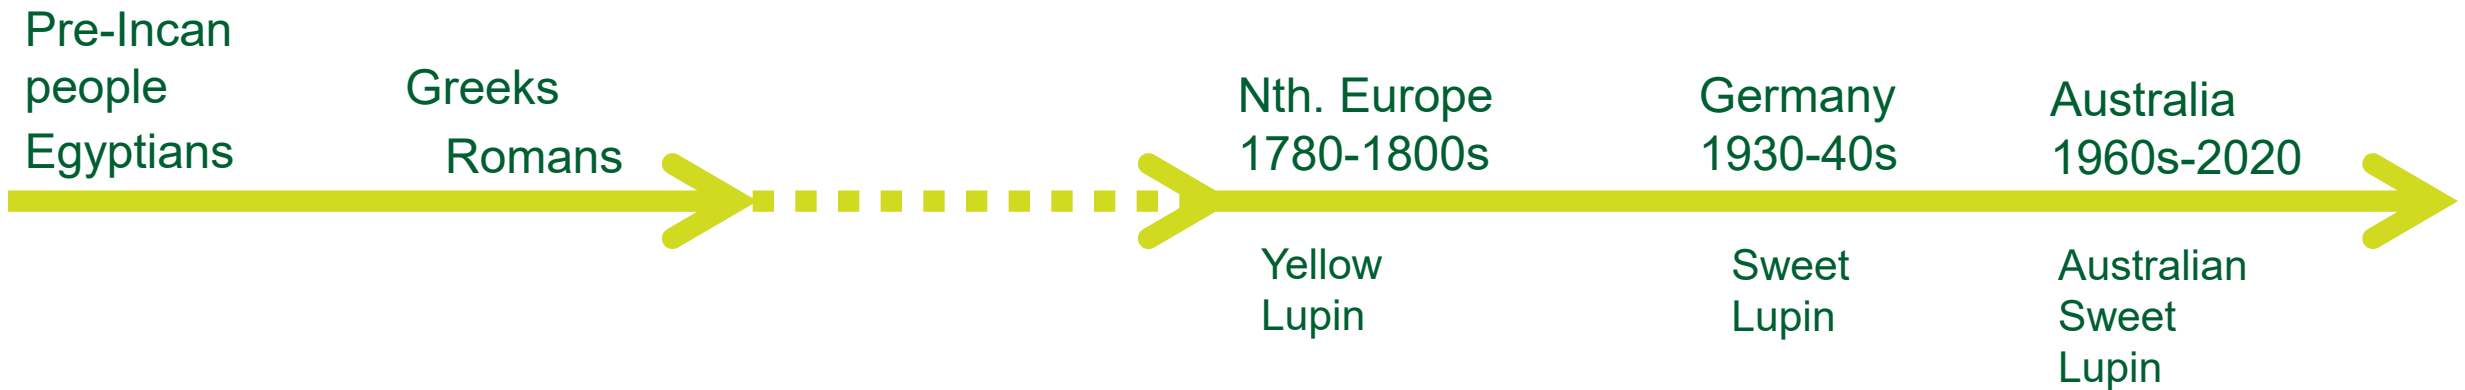 Pre-Incan
people
Egyptians
Greeks
Romans
Nth. Europe
1780-1800s
Germany
1930-40s
Australia
1960s-2020
Yellow
Lupin
Sweet
Lupin
Australian
Sweet
Lupin